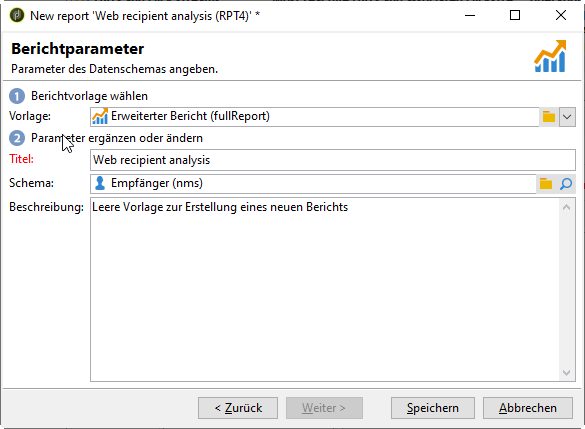 New report 'Web recipient analysis (RPT4)' *
Berichtparameter
Parameter des Datenschemas angeben.
1 Berichtvorlage wählen
Vorlage: Erweiterter Bericht (fullReport)
2 Parameter ergänzen oder ändern
Titel: Web recipient analysis
Schema: Empfänger (nms)
Beschreibung: Leere Vorlage zur Erstellung eines neuen Berichts
< Zurück Weiter > Speichern Abbrechen